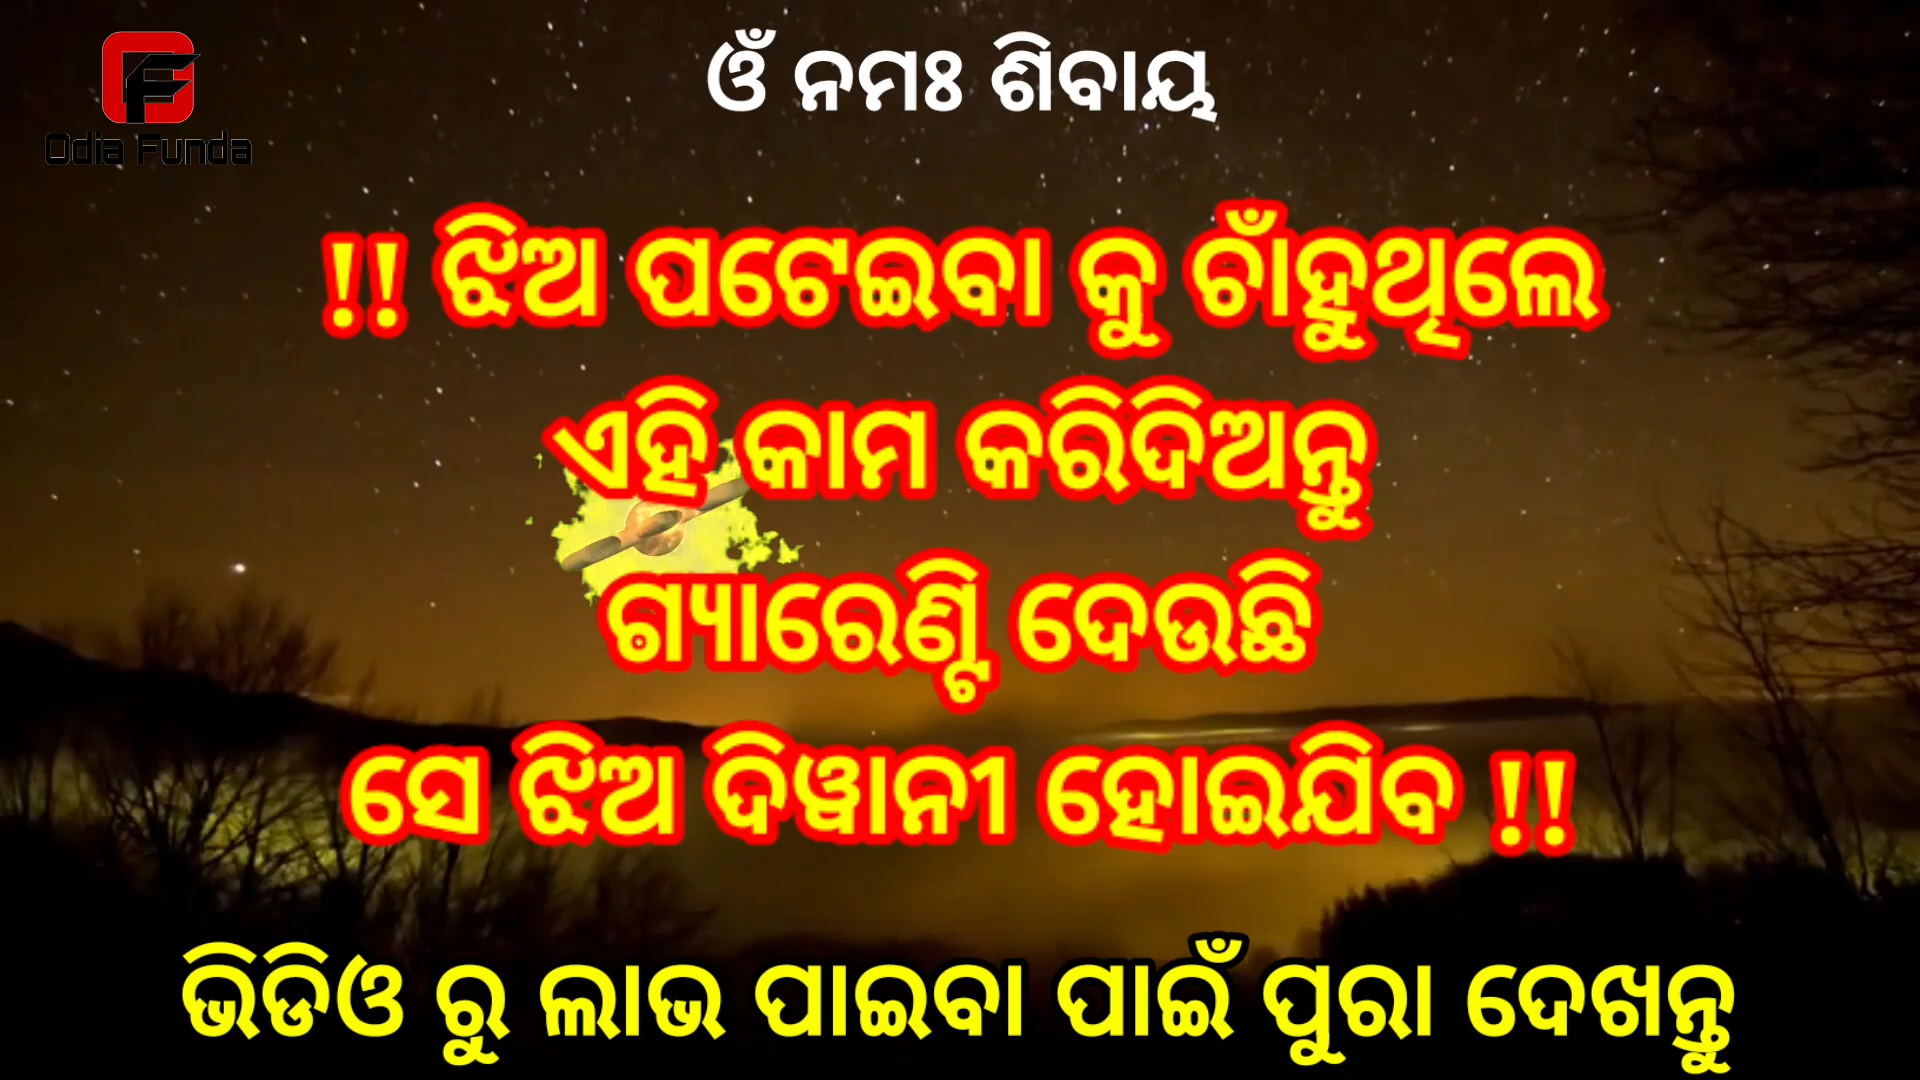 ଓଁ ନମଃ ଶିବାୟ
Odia Funda
!! ଝିଅ ପଟେଇବା କୁ ଚାଁହୁଥିଲେ
ଏହି କାମ କରିଦିଅନ୍ତୁ
ଗ୍ୟାରେଣ୍ଟି ଦେଉଛି
ସେ ଝିଅ ଦିୱାନୀ ହୋଇଯିବ !!
ଭିଡିଓ ରୁ ଲାଭ ପାଇବା ପାଇଁ ପୁରା ଦେଖନ୍ତୁ